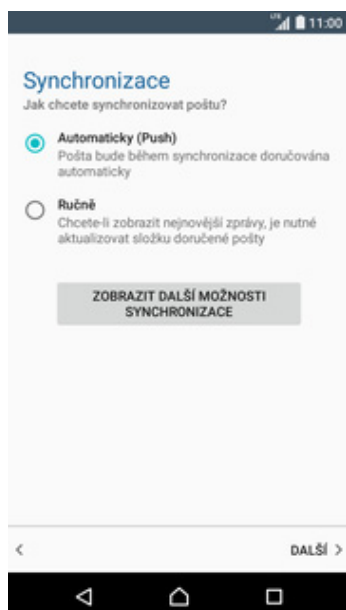 LTE 11:00
Synchronizace
Jak chcete synchronizovat poštu?
Automaticky (Push)
Pošta bude během synchronizace doručována
automaticky
Ručně
Chcete-li zobrazit nejnovější zprávy, je nutné
aktualizovat složku doručené pošty
ZOBRAZIT DALŠÍ MOŽNOSTI
SYNCHRONIZACE
DALŠÍ